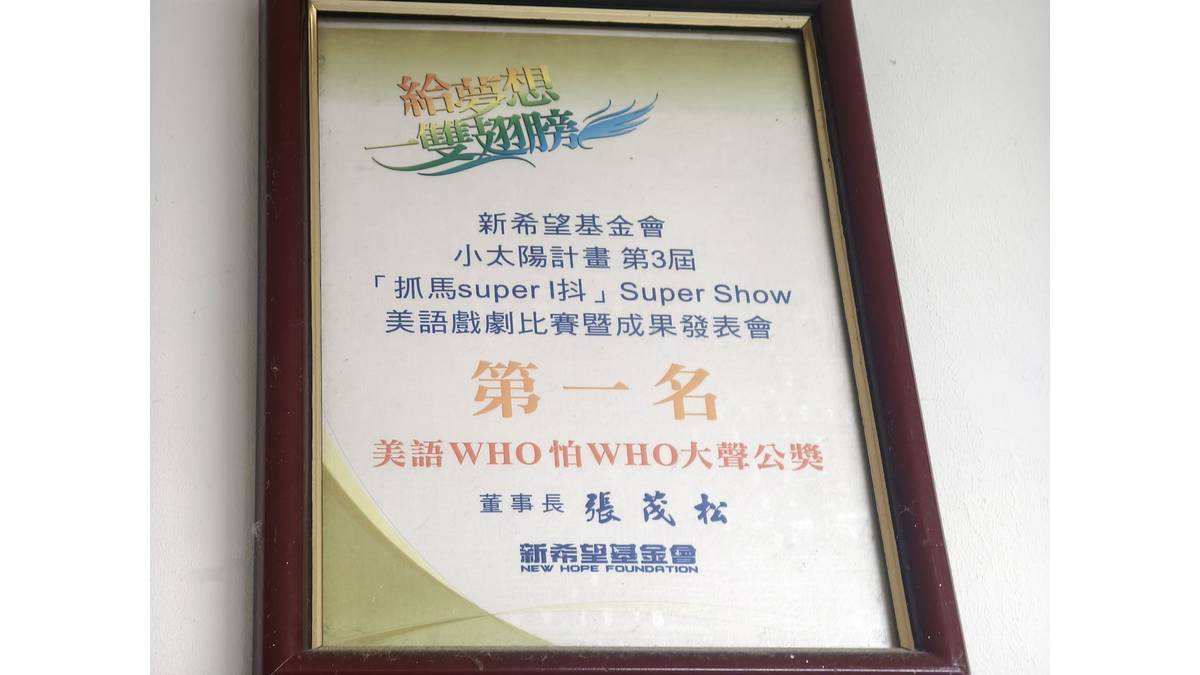 給夢想
一雙翅膀
新希望基金會
小太陽計畫 第3屆
「抓馬super I抖」Super Show
美語戲劇比賽暨成果發表會
第一名
美語WHO怕WHO大聲公獎
董事長 張茂松
新希望基金會
NEW HOPE FOUNDATION